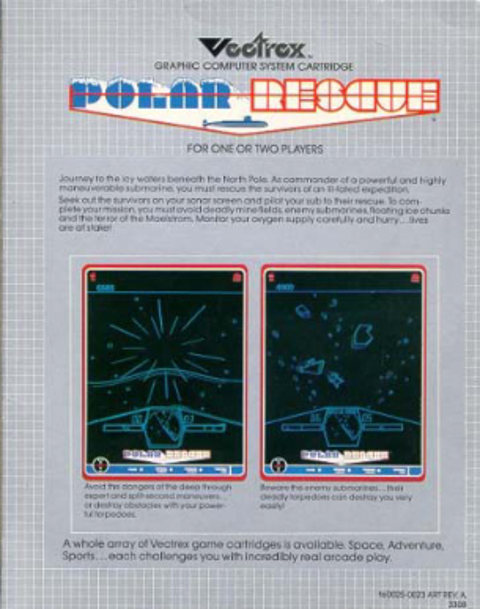 Vectrex™
GRAPHIC COMPUTER SYSTEM CARTRIDGE
POLAR RESCUE
FOR ONE OR TWO PLAYERS
Journey to the icy waters beneath the North Pole. As commander of a powerful and highly
maneuverable submarine, you must rescue the survivors of an ill-fated expedition.
Seek out the survivors on your sonar screen and pilot your sub to their rescue. To com-
plete your mission, you must avoid deadly minefields, enemy submarines, floating ice chunks
and the terror of the Maelstrom. Monitor your oxygen supply carefully and hurry... lives
are at stake!
POLAR RESCUE
POLAR RESCUE
Avoid the dangers of the deep through
expert and split-second maneuvers...
or destroy obstacles with your power-
ful torpedoes.
Beware the enemy submarines... their
deadly torpedoes can destroy you very
easily!
A whole array of Vectrex game cartridges is available. Space, Adventure,
Sports....each challenges you with incredibly real arcade play.
ART REV. A